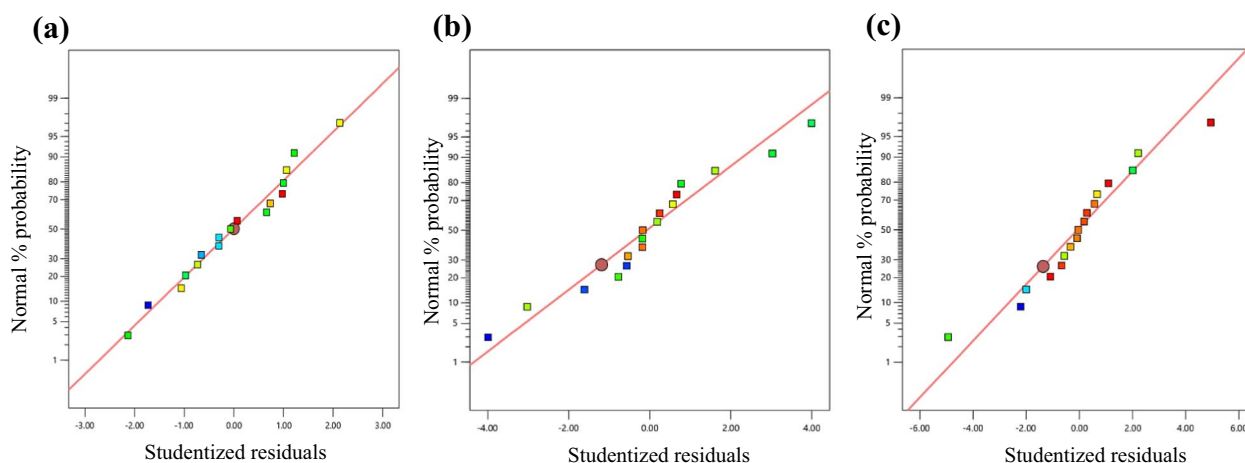 (a)
Normal % probability
99
95
90
80
70
50
30
20
10
5
1
-3.00 -2.00 -1.00 0.00 1.00 2.00 3.00
Studentized residuals
(b)
Normal % probability
99
95
90
80
70
50
30
20
10
5
1
-4.00 -2.00 0.00 2.00 4.00
Studentized residuals
(c)
Normal % probability
99
95
90
80
70
50
30
20
10
5
1
-6.00 -4.00 -2.00 0.00 2.00 4.00 6.00
Studentized residuals